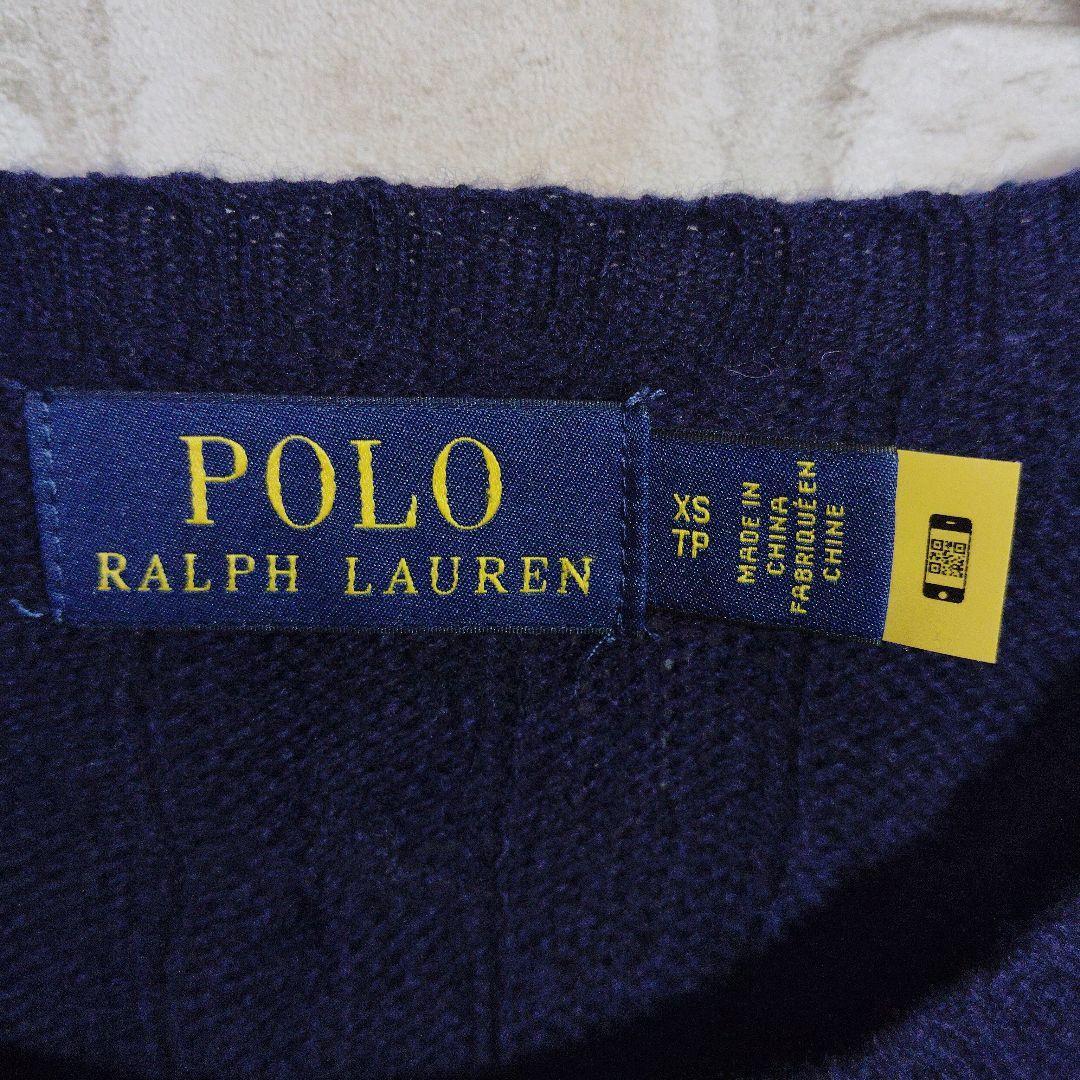 POLO
RALPH LAUREN
XS
TP
MADE IN
CHINA
FABRIQUÉ EN
CHINE